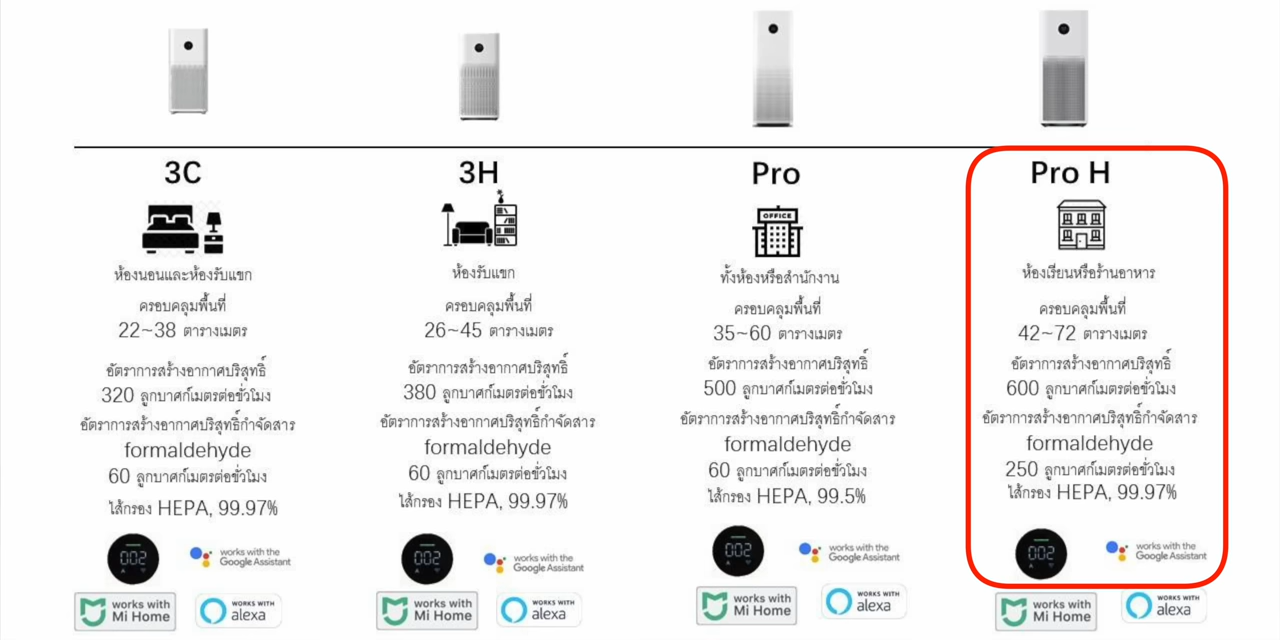 3C
ห้องนอนและห้องรับแขก
ครอบคลุมพื้นที่
22~38 ตารางเมตร
อัตราการสร้างอากาศบริสุทธิ์
320 ลูกบาศก์เมตรต่อชั่วโมง
อัตราการสร้างอากาศบริสุทธิ์กำจัดสาร
formaldehyde
60 ลูกบาศก์เมตรต่อชั่วโมง
ไส้กรอง HEPA, 99.97%
002
works with the
Google Assistant
works with
Mi Home
WORKS WITH
alexa
3H
ห้องรับแขก
ครอบคลุมพื้นที่
26~45 ตารางเมตร
อัตราการสร้างอากาศบริสุทธิ์
380 ลูกบาศก์เมตรต่อชั่วโมง
อัตราการสร้างอากาศบริสุทธิ์กำจัดสาร
formaldehyde
60 ลูกบาศก์เมตรต่อชั่วโมง
ไส้กรอง HEPA, 99.97%
002
works with the
Google Assistant
works with
Mi Home
WORKS WITH
alexa
Pro
OFFICE
ทั้งห้องหรือสำนักงาน
ครอบคลุมพื้นที่
35~60 ตารางเมตร
อัตราการสร้างอากาศบริสุทธิ์
500 ลูกบาศก์เมตรต่อชั่วโมง
อัตราการสร้างอากาศบริสุทธิ์กำจัดสาร
formaldehyde
60 ลูกบาศก์เมตรต่อชั่วโมง
ไส้กรอง HEPA, 99.5%
002
works with the
Google Assistant
works with
Mi Home
WORKS WITH
alexa
Pro H
ห้องเรียนหรือร้านอาหาร
ครอบคลุมพื้นที่
42~72 ตารางเมตร
อัตราการสร้างอากาศบริสุทธิ์
600 ลูกบาศก์เมตรต่อชั่วโมง
อัตราการสร้างอากาศบริสุทธิ์กำจัดสาร
formaldehyde
250 ลูกบาศก์เมตรต่อชั่วโมง
ไส้กรอง HEPA, 99.97%
002
works with the
Google Assistant
works with
Mi Home
WORKS WITH
alexa